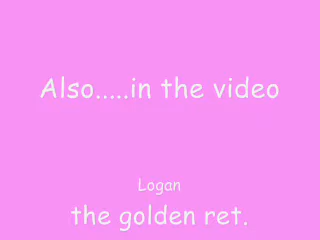 Also.....in the video
Logan
the golden ret.